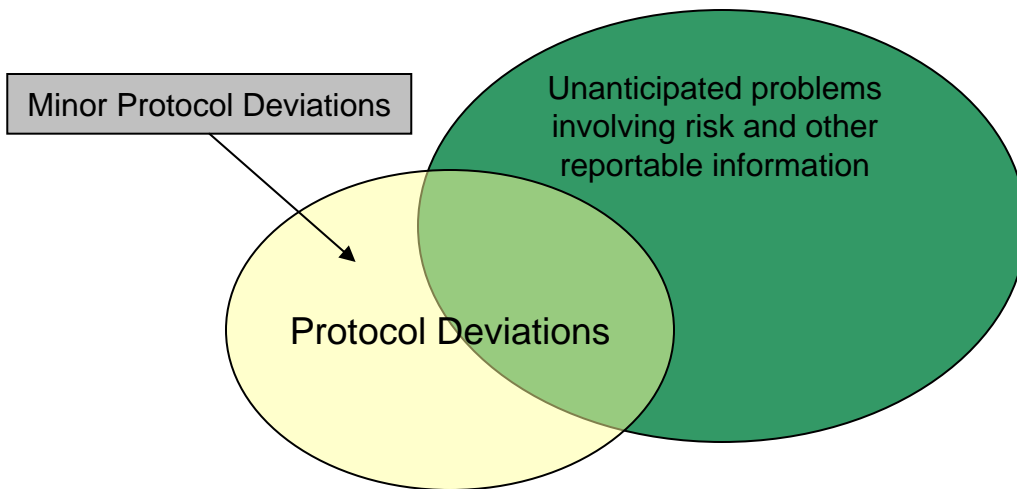 Minor Protocol Deviations
Unanticipated problems
involving risk and other
reportable information
Protocol Deviations